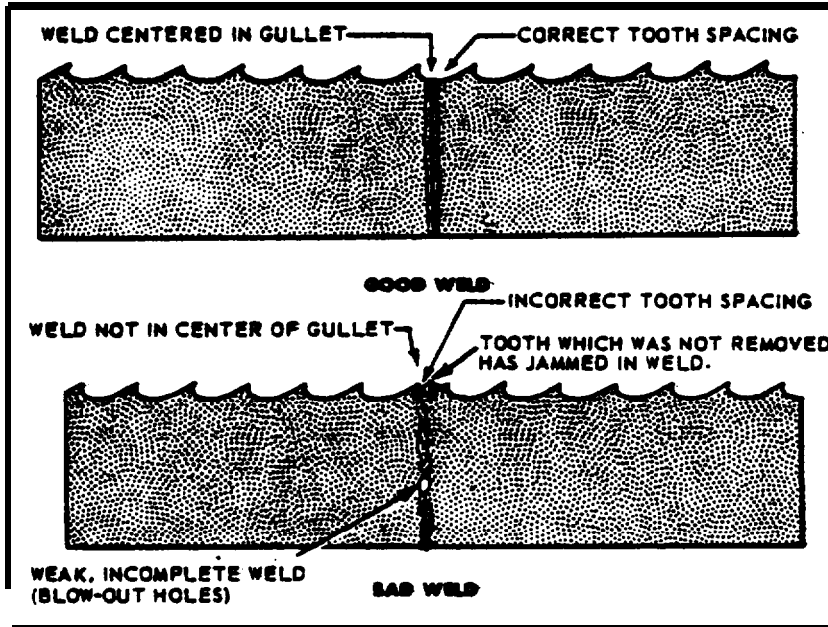 WELD CENTERED IN GULLET
CORRECT TOOTH SPACING
GOOD WELD
INCORRECT TOOTH SPACING
WELD NOT IN CENTER OF GULLET
TOOTH WHICH WAS NOT REMOVED
HAS JAMMED IN WELD.
WEAK, INCOMPLETE WELD
(BLOW-OUT HOLES)
BAD WELD